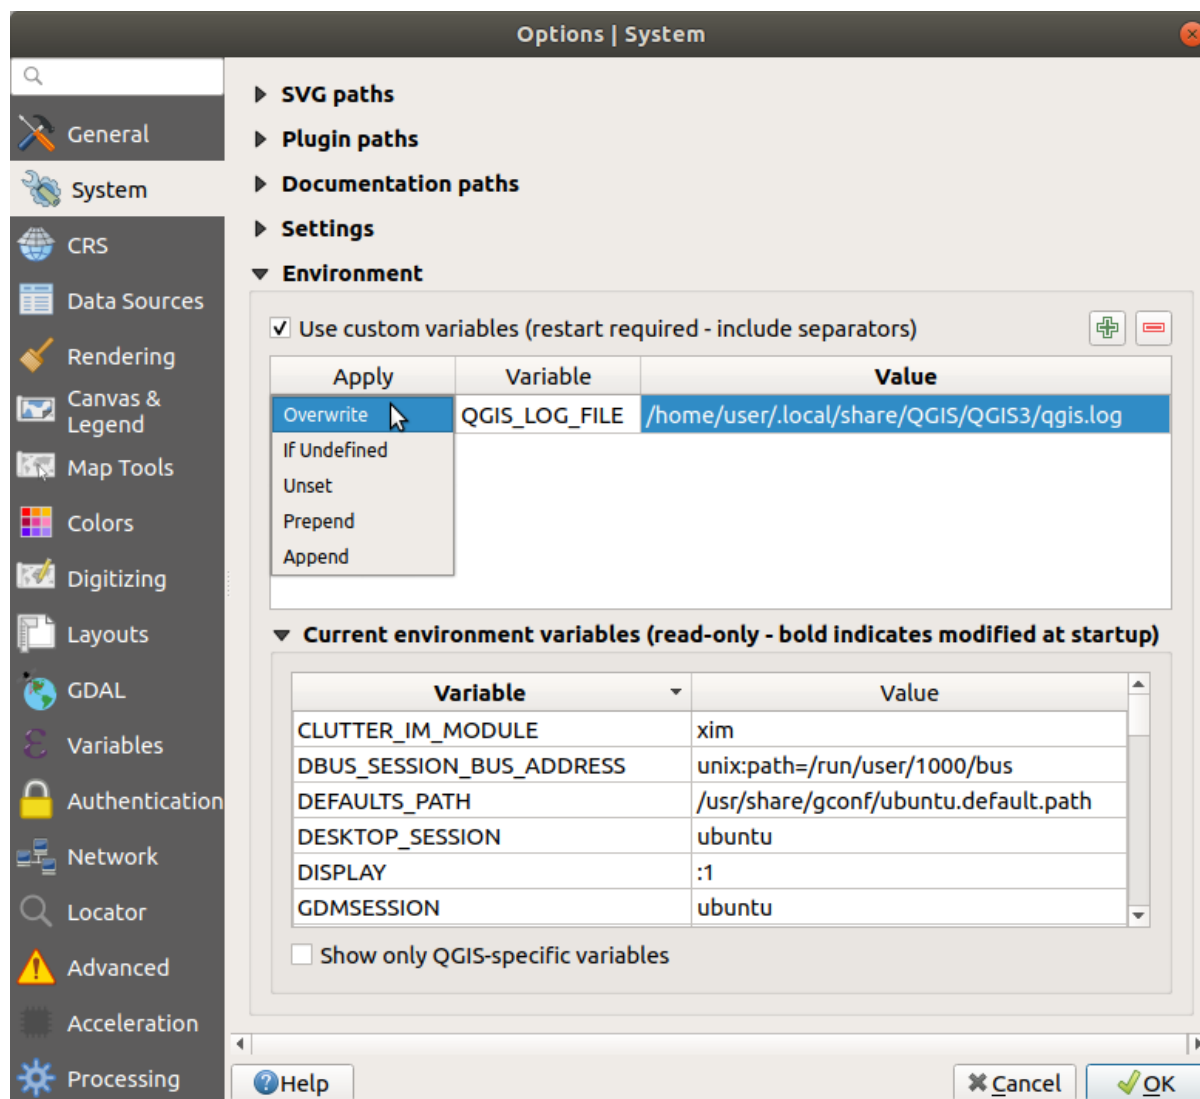 Options | System
General
System
CRS
Data Sources
Rendering
Canvas &
Legend
Map Tools
Colors
Digitizing
Layouts
GDAL
Variables
Authentication
Network
Locator
Advanced
Acceleration
Processing
SVG paths
Plugin paths
Documentation paths
Settings
Environment
Use custom variables (restart required - include separators)
Apply Variable Value
Overwrite QGIS_LOG_FILE /home/user/.local/share/QGIS/QGIS3/qgis.log
If Undefined
Unset
Prepend
Append
Current environment variables (read-only - bold indicates modified at startup)
Variable Value
CLUTTER_IM_MODULE xim
DBUS_SESSION_BUS_ADDRESS unix:path=/run/user/1000/bus
DEFAULTS_PATH /usr/share/gconf/ubuntu.default.path
DESKTOP_SESSION ubuntu
DISPLAY :1
GDMSESSION ubuntu
Show only QGIS-specific variables
Help Cancel OK